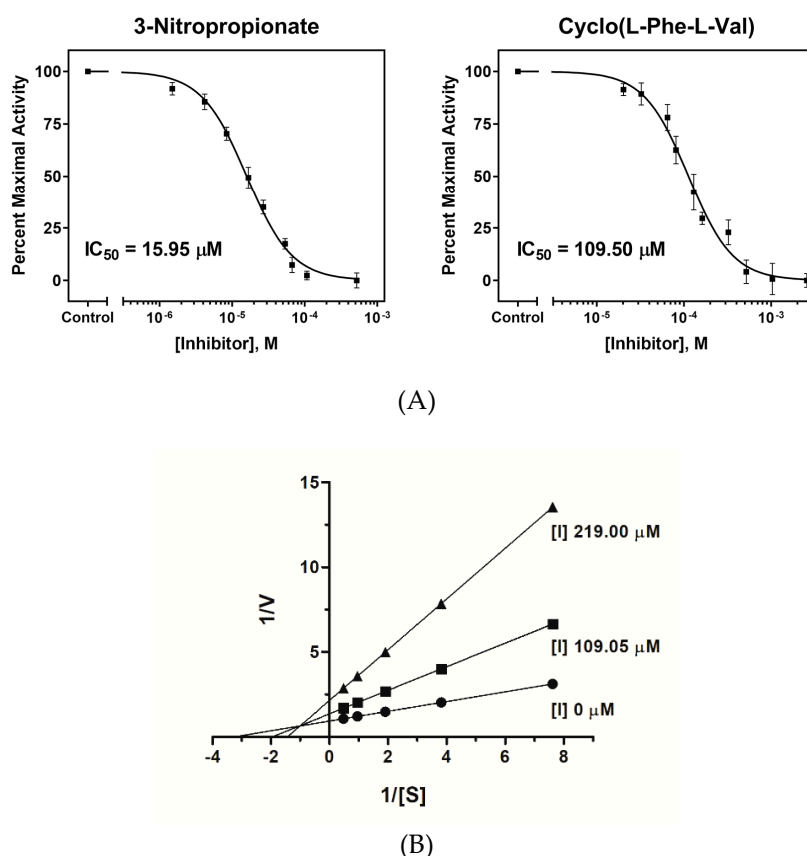 3-Nitropropionate
Percent Maximal Activity
100
75
50
25
0
IC₅₀ = 15.95 μM
Control
10⁻⁶
10⁻⁵
10⁻⁴
10⁻³
[Inhibitor], M
Cyclo(L-Phe-L-Val)
Percent Maximal Activity
100
75
50
25
0
IC₅₀ = 109.50 μM
Control
10⁻⁵
10⁻⁴
10⁻³
[Inhibitor], M
(A)
1/V
15
10
5
[I] 219.00 μM
[I] 109.05 μM
[I] 0 μM
-4
-2
0
2
4
6
8
1/[S]
(B)